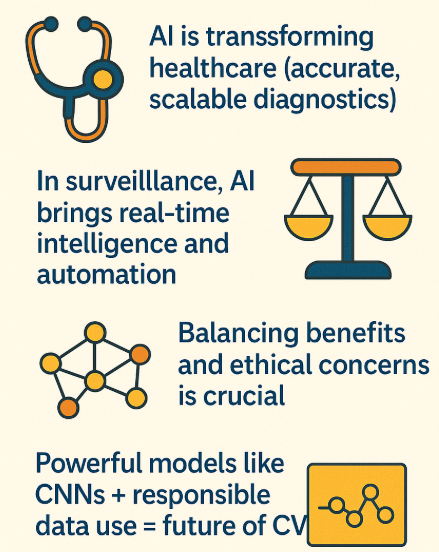 AI is transsforming
healthcare (accurate,
scalable diagnostics)
In surveilllance, AI
brings real-time
intelligence and
automation
Balancing benefits
and ethical concerns
is crucial
Powerful models like
CNNs + responsible
data use = future of CV